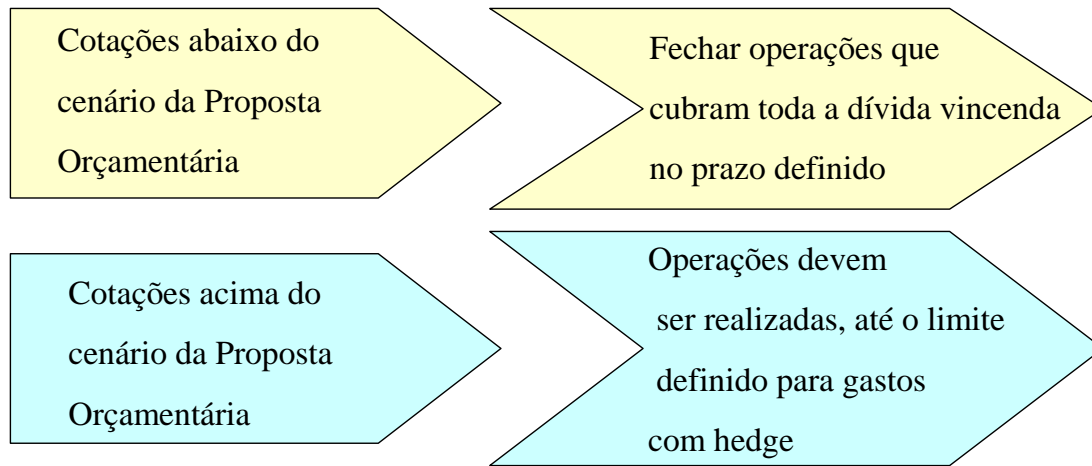 Cotações abaixo do
cenário da Proposta
Orçamentária
Fechar operações que
cubram toda a dívida vincenda
no prazo definido
Cotações acima do
cenário da Proposta
Orçamentária
Operações devem
ser realizadas, até o limite
definido para gastos
com hedge